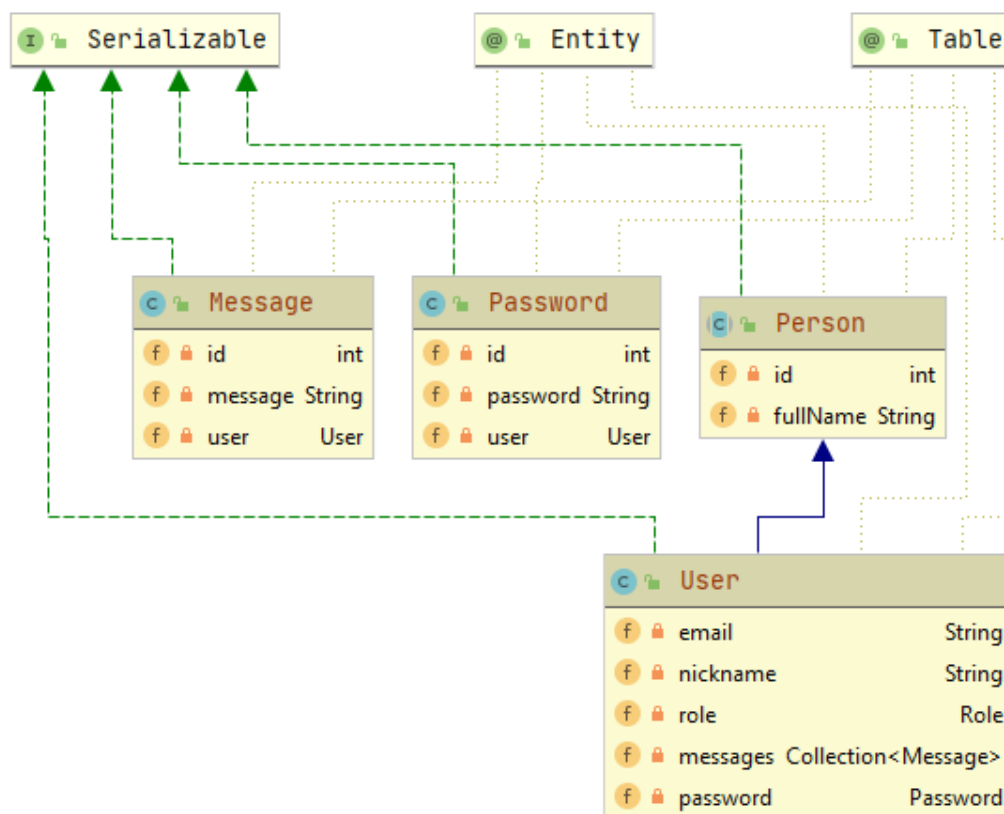 I Serializable
@ Entity
@ Table
C Message
f id int
f message String
f user User
C Password
f id int
f password String
f user User
C Person
f id int
f fullName String
C User
f email String
f nickname String
f role Role
f messages Collection<Message>
f password Password